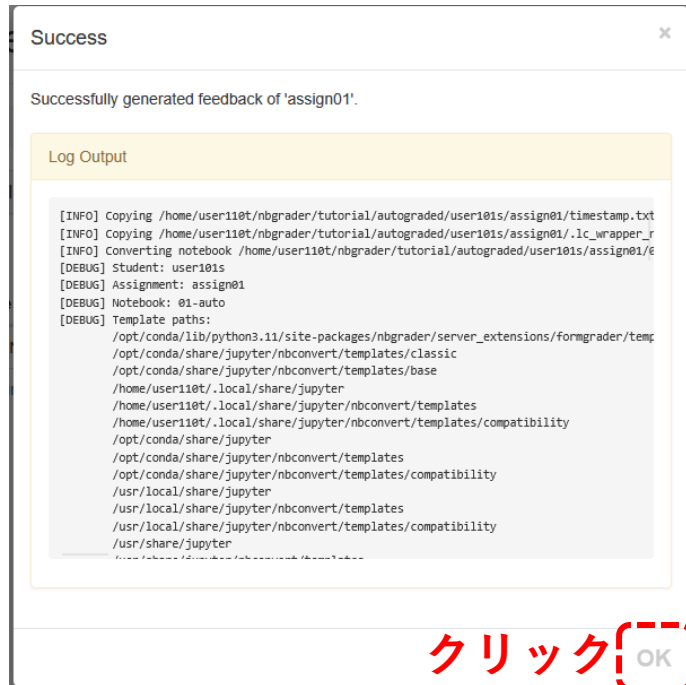 Success
×
Successfully generated feedback of 'assign01'.
Log Output
[INFO] Copying /home/user110t/nbgrader/tutorial/autograded/user101s/assign01/timestamp.txt
[INFO] Copying /home/user110t/nbgrader/tutorial/autograded/user101s/assign01/.lc_wrapper_r
[INFO] Converting notebook /home/user110t/nbgrader/tutorial/autograded/user101s/assign01/
[DEBUG] Student: user101s
[DEBUG] Assignment: assign01
[DEBUG] Notebook: 01-auto
[DEBUG] Template paths:
/opt/conda/lib/python3.11/site-packages/nbgrader/server_extensions/formgrader/temp
/opt/conda/share/jupyter/nbconvert/templates/classic
/opt/conda/share/jupyter/nbconvert/templates/base
/home/user110t/.local/share/jupyter
/home/user110t/.local/share/jupyter/nbconvert/templates
/home/user110t/.local/share/jupyter/nbconvert/templates/compatibility
/opt/conda/share/jupyter
/opt/conda/share/jupyter/nbconvert/templates
/opt/conda/share/jupyter/nbconvert/templates/compatibility
/usr/local/share/jupyter
/usr/local/share/jupyter/nbconvert/templates
/usr/local/share/jupyter/nbconvert/templates/compatibility
/usr/share/jupyter
クリック OK